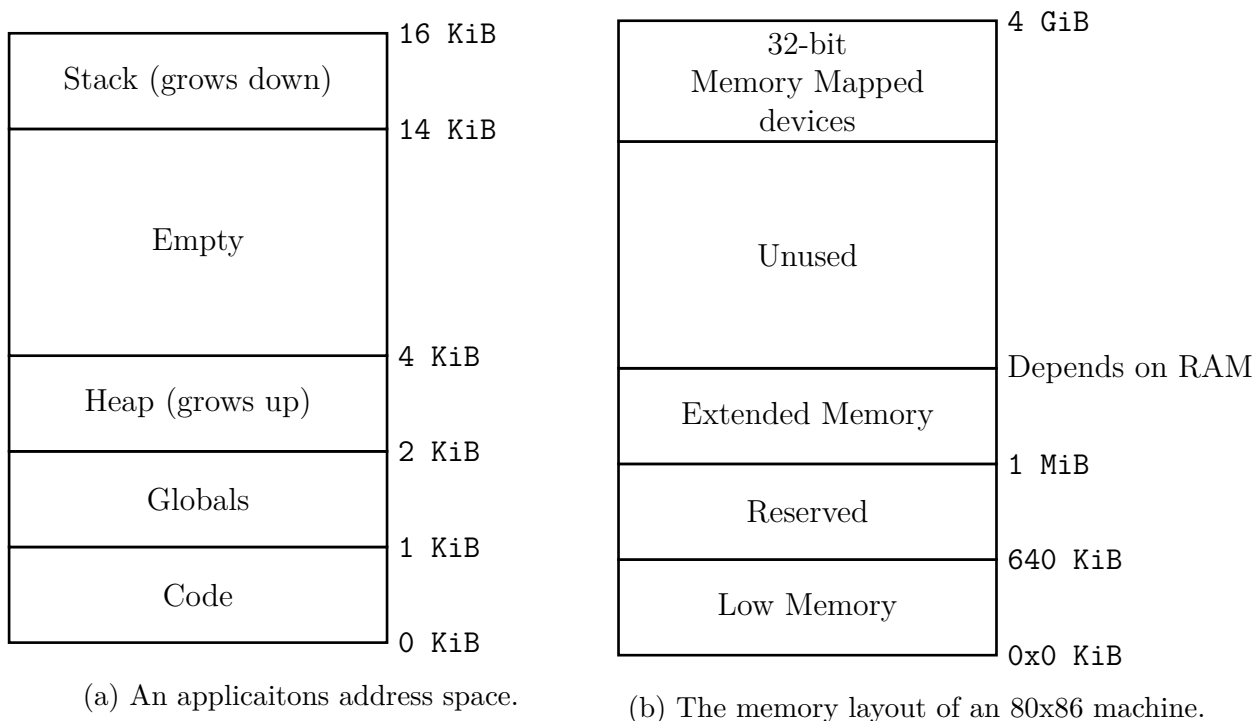 16 KiB
Stack (grows down)
14 KiB
Empty
4 KiB
Heap (grows up)
2 KiB
Globals
1 KiB
Code
0 KiB
(a) An applicaitons address space.
4 GiB
32-bit
Memory Mapped
devices
Unused
Depends on RAM
Extended Memory
1 MiB
Reserved
640 KiB
Low Memory
0x0 KiB
(b) The memory layout of an 80x86 machine.